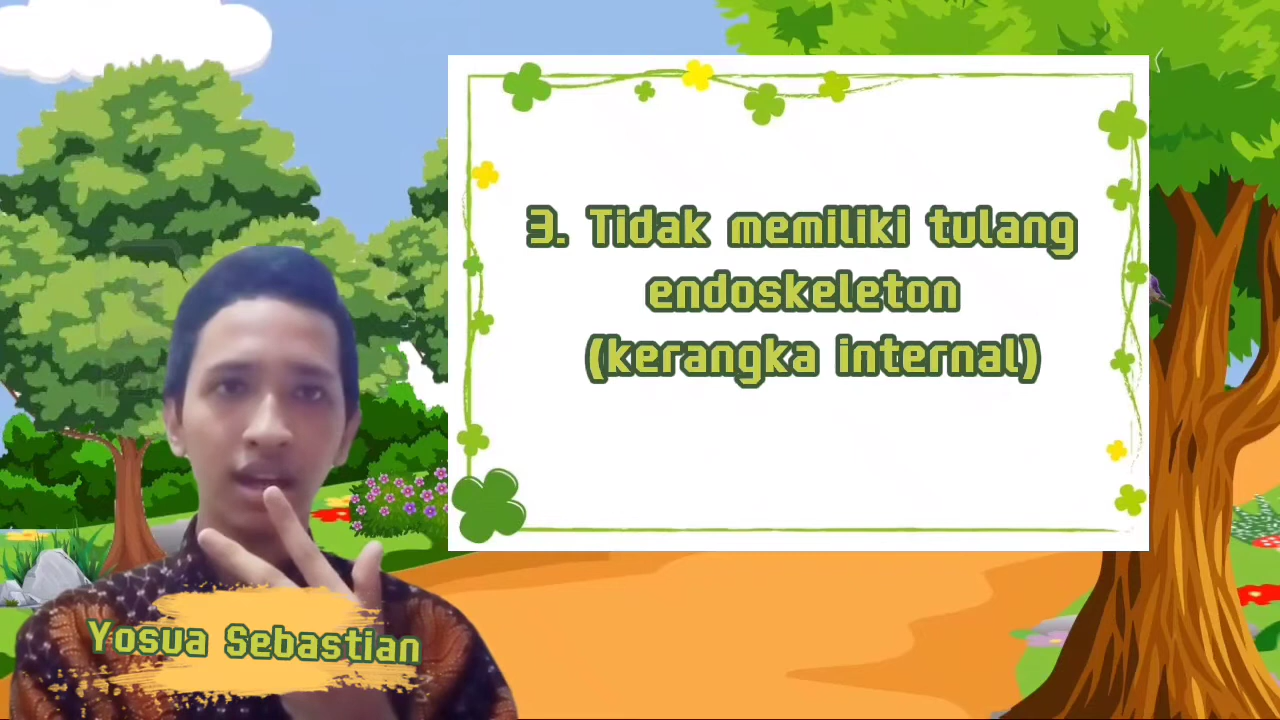 3. Tidak memiliki tulang
endoskeleton
(kerangka internal)
Yosua Sebastian